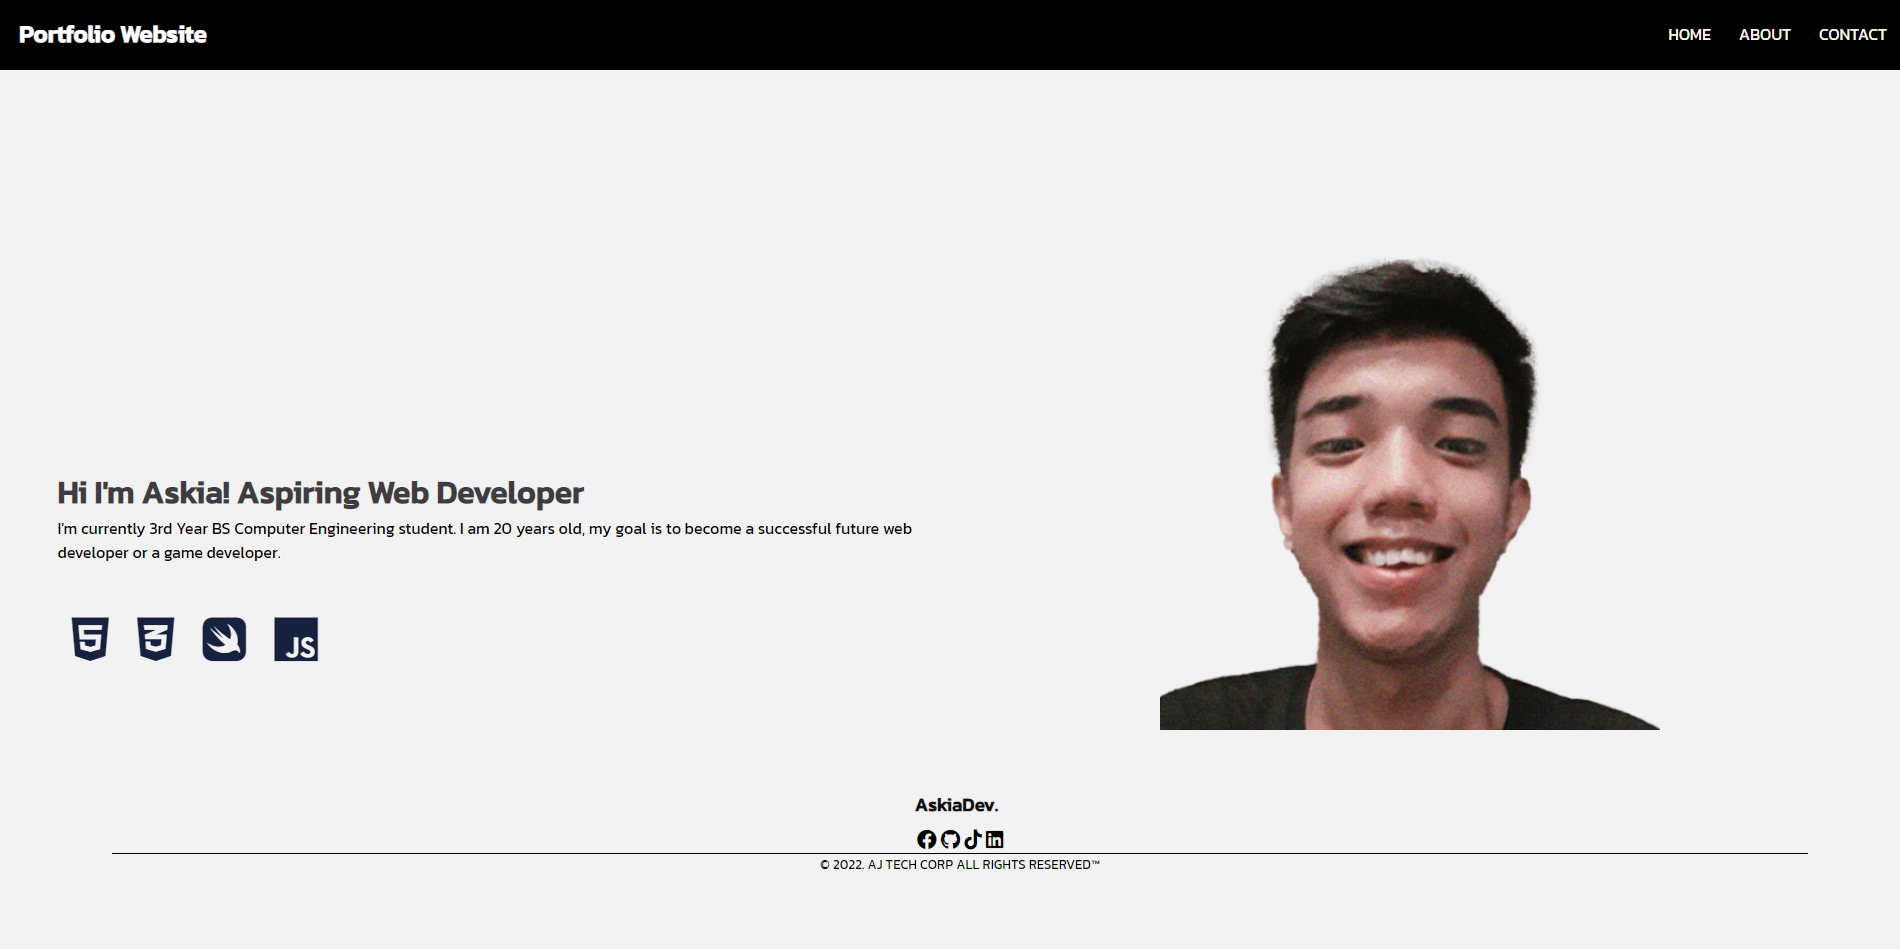 Portfolio Website
HOME ABOUT CONTACT
Hi I'm Askia! Aspiring Web Developer
I'm currently 3rd Year BS Computer Engineering student. I am 20 years old, my goal is to become a successful future web
developer or a game developer.
5 3 JS
AskiaDev.
in
© 2022. AJ TECH CORP ALL RIGHTS RESERVED™